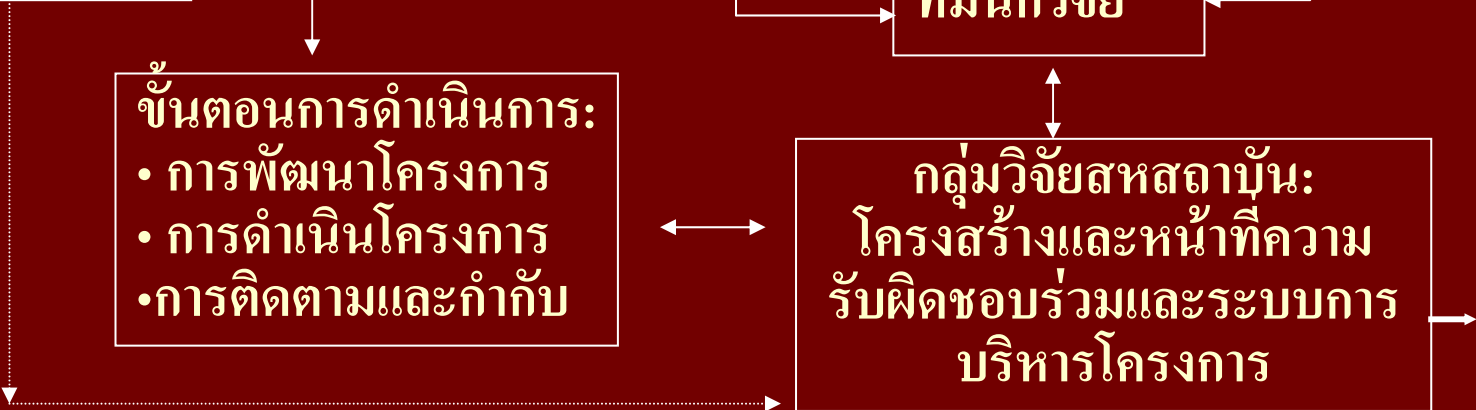 ขั้นตอนการดำเนินการ:
• การพัฒนาโครงการ
• การดำเนินโครงการ
•การติดตามและกำกับ
กลุ่มวิจัยสหสถาบัน:
โครงสร้างและหน้าที่ความ
รับผิดชอบร่วมและระบบการ
บริหารโครงการ